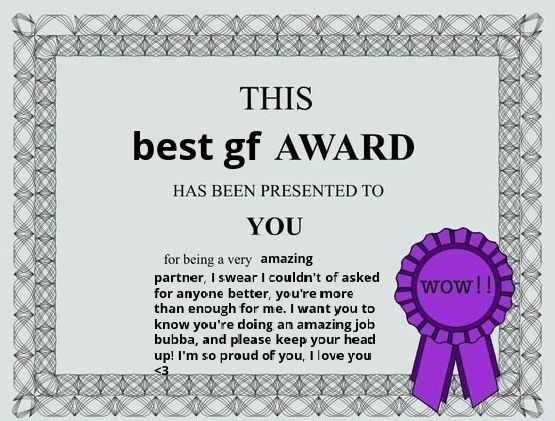 THIS
best gf AWARD
HAS BEEN PRESENTED TO
YOU
for being a very amazing
partner, I swear I couldn't of asked
for anyone better, you're more
than enough for me. I want you to
know you're doing an amazing job
bubba, and please keep your head
up! I'm so proud of you, I love you
<3
wow!!